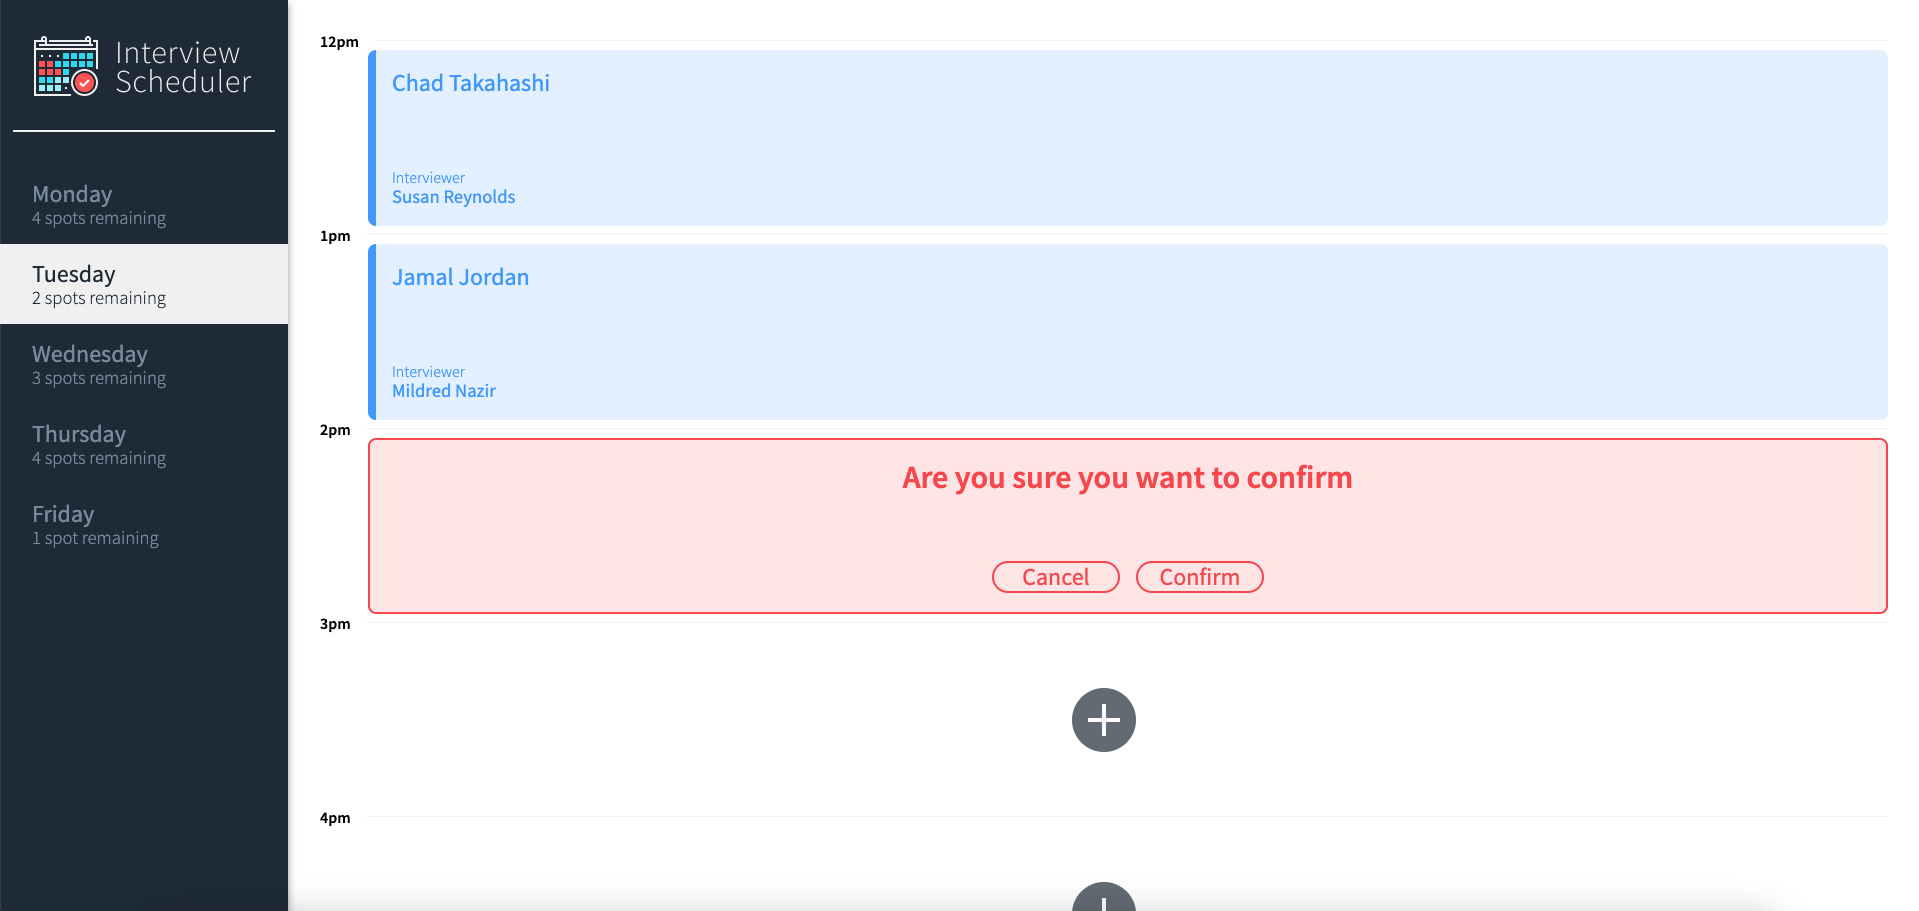 Interview
Scheduler
Monday
4 spots remaining
Tuesday
2 spots remaining
Wednesday
3 spots remaining
Thursday
4 spots remaining
Friday
1 spot remaining
12pm
Chad Takahashi
Interviewer
Susan Reynolds
1pm
Jamal Jordan
Interviewer
Mildred Nazir
2pm
Are you sure you want to confirm
Cancel Confirm
3pm
4pm